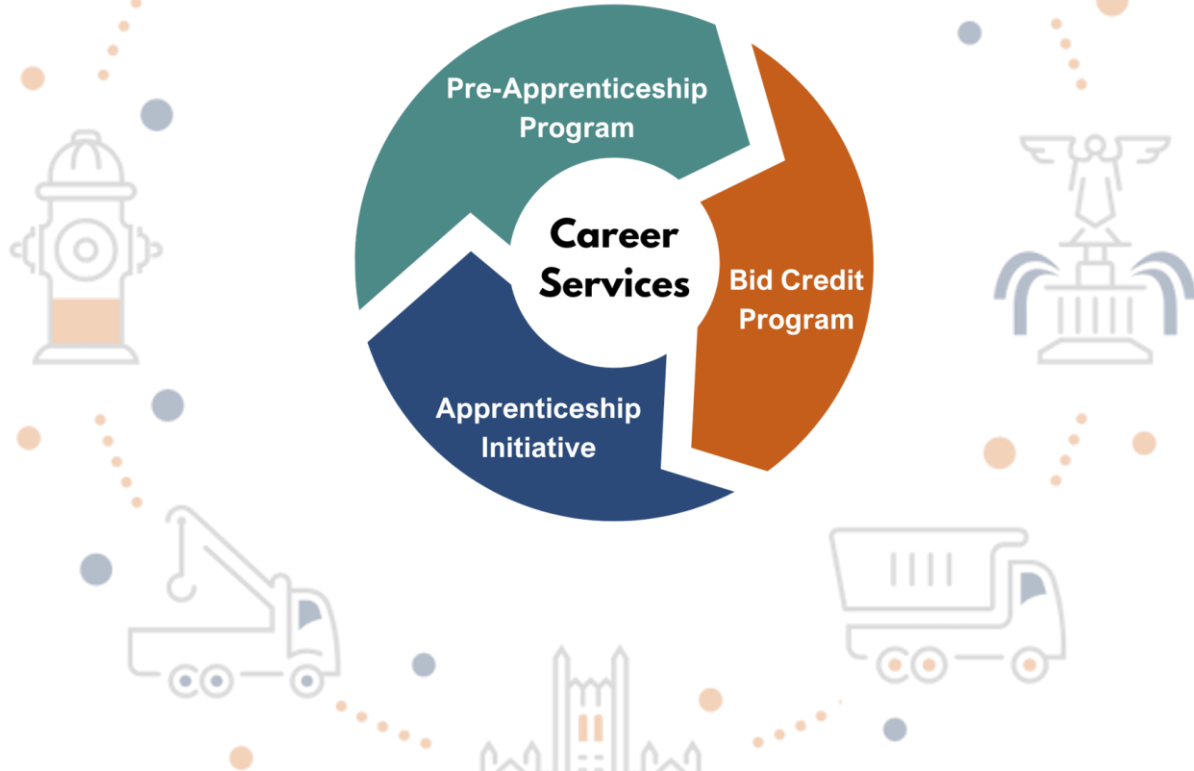 Pre-Apprenticeship
Program
Career
Services
Bid Credit
Program
Apprenticeship
Initiative